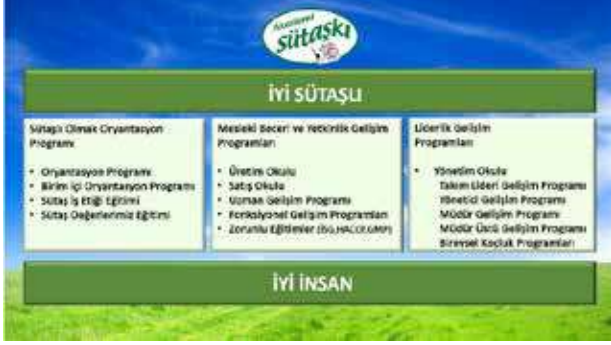 sütaşkı
İYİ SÜTAŞLI
Sütaşlı Olmak Oryantasyon
Programı
• Oryantasyon Programı
• Birim İçi Oryantasyon Programı
• Sütaş İş Etiği Eğitimi
• Sütaş Değerlerimiz Eğitimi
Mesleki Beceri ve Yetkinlik Gelişim
Programları
• Üretim Okulu
• Satış Okulu
• Uzman Gelişim Programı
• Fonksiyonel Gelişim Programları
• Zorunlu Eğitimler (İSG,HACCP,GMP)
Liderlik Gelişim
Programları
• Yönetim Okulu
Takım Lideri Gelişim Programı
Yönetici Gelişim Programı
Müdür Gelişim Programı
Müdür Üstü Gelişim Programı
Bireysel Koçluk Programları
İYİ İNSAN